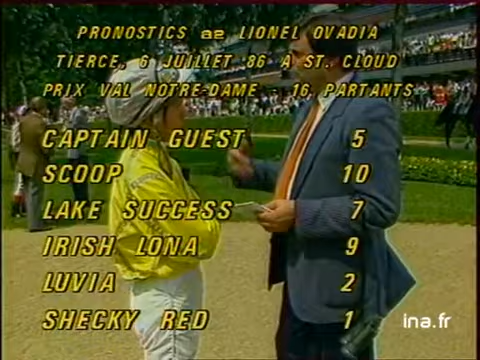 PRONOSTICS de LIONEL OVADIA
TIERCE, 6 JUILLET 86 A ST. CLOUD
PRIX VAL NOTRE-DAME - 16 PARTANTS
CAPTAIN GUEST 5
SCOOP 10
LAKE SUCCESS 7
IRISH LONA 9
LUVIA 2
SHECKY RED 1
ina.fr